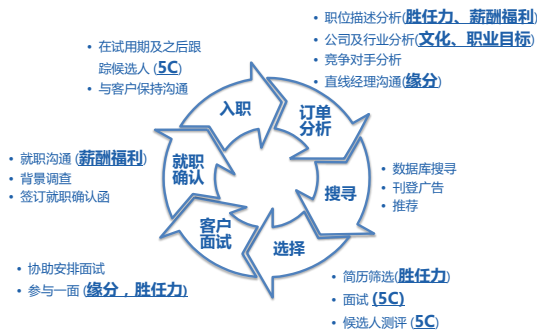 • 职位描述分析(胜任力、薪酬福利)
• 公司及行业分析(文化、职业目标)
• 竞争对手分析
• 直线经理沟通(缘分)
订单
分析
• 数据库搜寻
• 刊登广告
• 推荐
搜寻
• 简历筛选(胜任力)
• 面试 (5C)
• 候选人测评 (5C)
选择
• 协助安排面试
• 参与一面 (缘分，胜任力)
客户
面试
• 就职沟通 (薪酬福利)
• 背景调查
• 签订就职确认函
就职
确认
• 在试用期及之后跟
踪候选人 (5C)
• 与客户保持沟通
入职